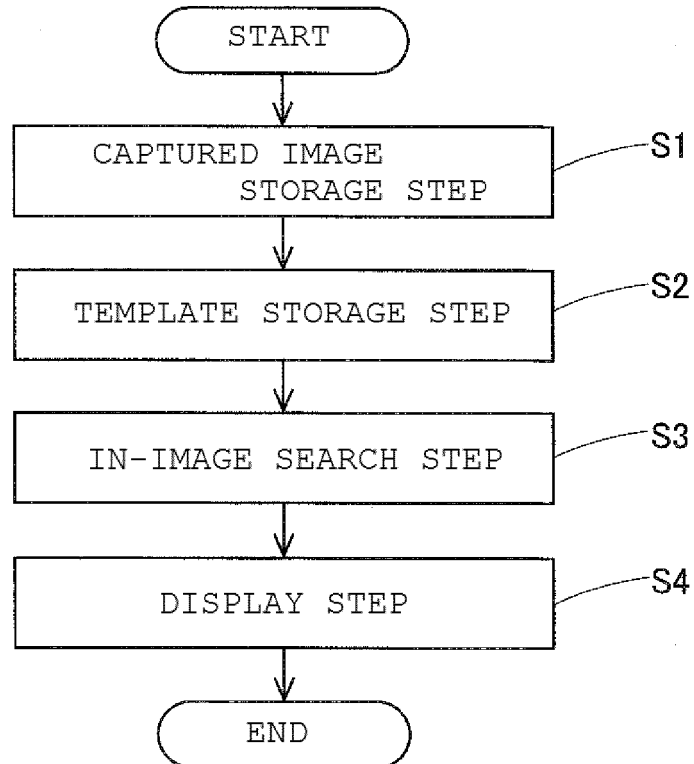 START
CAPTURED IMAGE
STORAGE STEP
S1
TEMPLATE STORAGE STEP
S2
IN-IMAGE SEARCH STEP
S3
DISPLAY STEP
S4
END